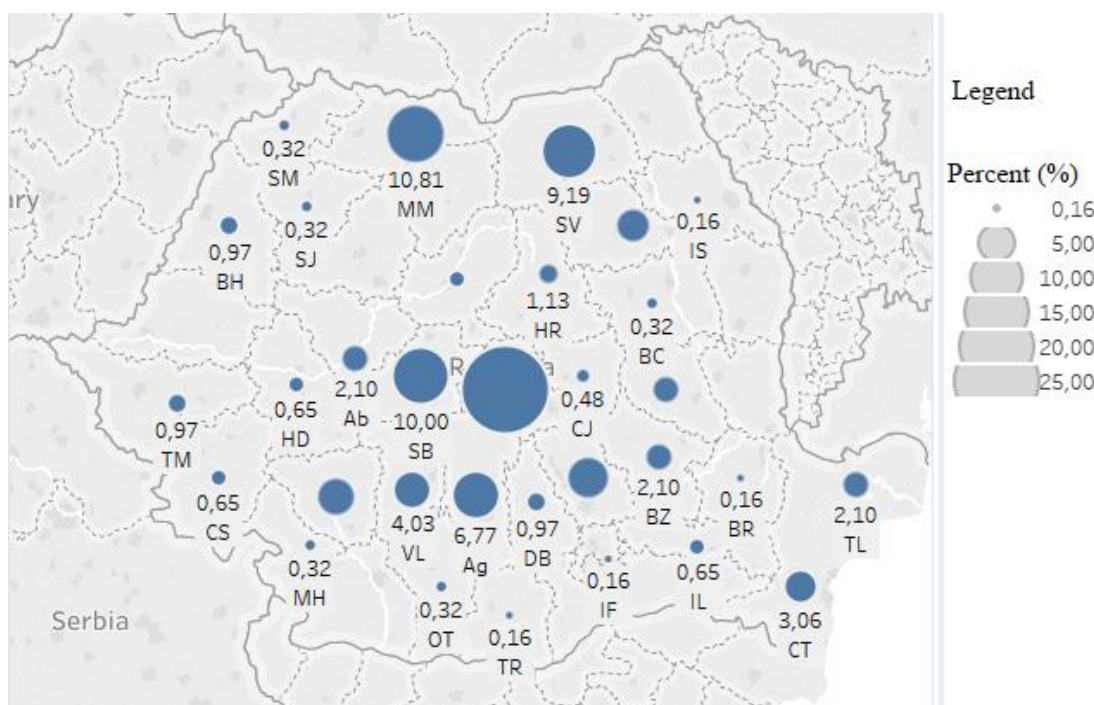 Legend
Percent (%)
0,16
5,00
10,00
15,00
20,00
25,00
0,32
SM
10,81
MM
9,19
SV
0,16
IS
0,97
BH
0,32
SJ
1,13
HR
0,32
BC
2,10
Ab
10,00
SB
0,48
CJ
0,65
HD
0,97
TM
0,65
CS
4,03
VL
6,77
Ag
0,97
DB
2,10
BZ
0,16
BR
2,10
TL
0,32
MH
0,32
OT
0,16
TR
0,16
IF
0,65
IL
3,06
CT
ary
Serbia